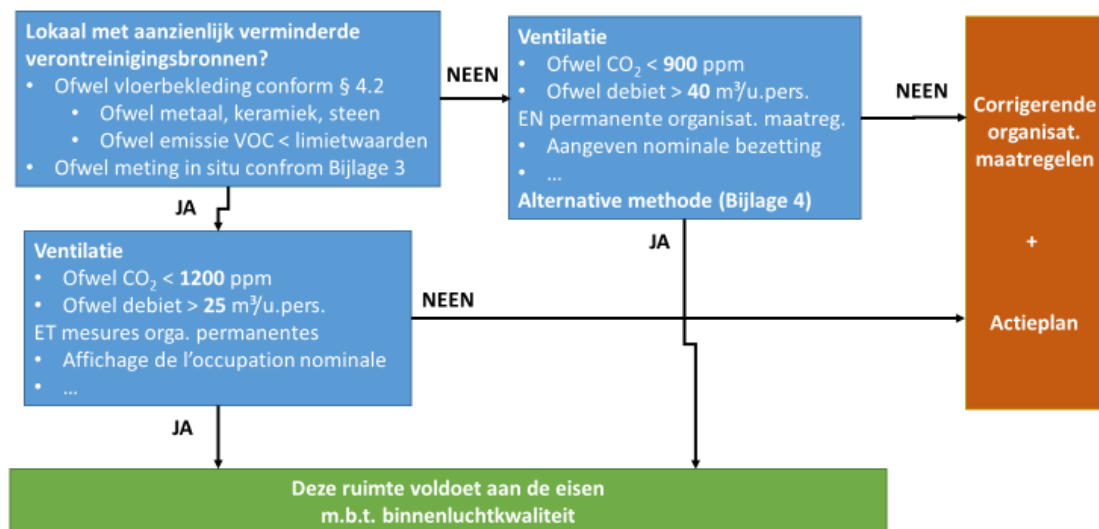 Lokaal met aanzienlijk verminderde
verontreinigingsbronnen?
• Ofwel vloerbekleding conform § 4.2
• Ofwel metaal, keramiek, steen
• Ofwel emissie VOC < limietwaarden
• Ofwel meting in situ confrom Bijlage 3
NEEN
Ventilatie
• Ofwel CO₂ < 900 ppm
• Ofwel debiet > 40 m³/u.pers.
EN permanente organisat. maatreg.
• Aangeven nominale bezetting
• ...
Alternative methode (Bijlage 4)
NEEN
Corrigerende
organisat.
maatregelen
+
Actieplan
JA
JA
Ventilatie
• Ofwel CO₂ < 1200 ppm
• Ofwel debiet > 25 m³/u.pers.
ET mesures orga. permanentes
• Affichage de l'occupation nominale
• ...
NEEN
JA
Deze ruimte voldoet aan de eisen
m.b.t. binnenluchtkwaliteit